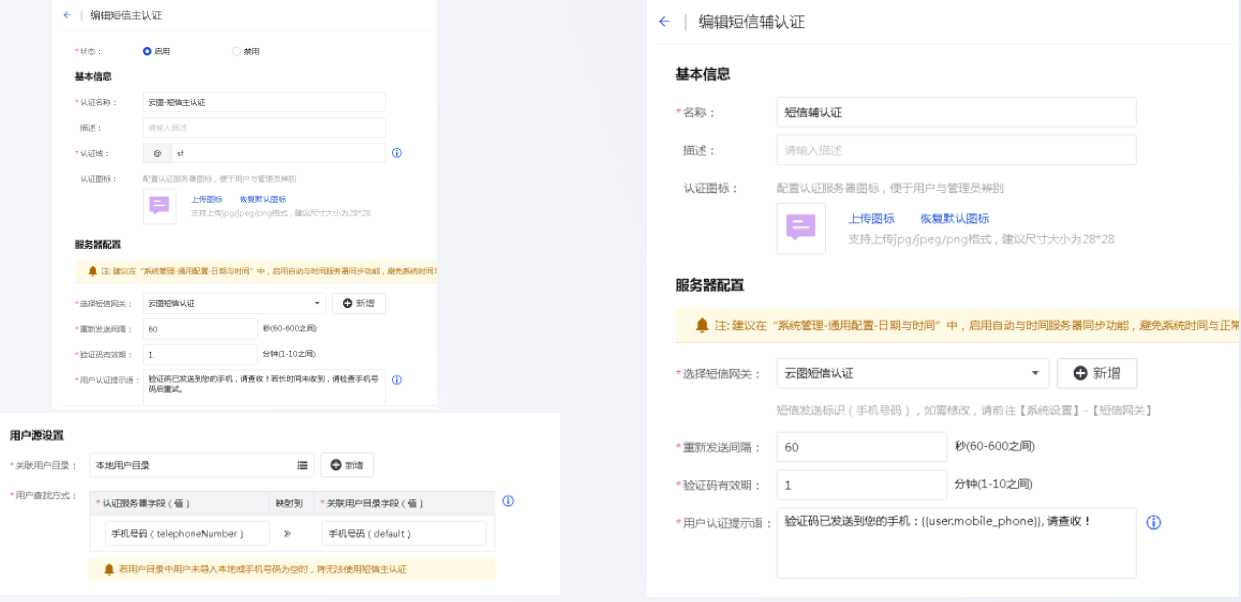 ← | 编辑短信主认证
*状态： 启用 禁用
基本信息
*认证名称： 云图-短信主认证
描述： 请输入描述
*认证域： @ sf
认证图标： 配置认证服务器图标，便于用户与管理员辨别
上传图标 恢复默认图标
支持上传jpg/jpeg/png格式，建议尺寸大小为28*28
服务器配置
注: 建议在“系统管理-通用配置-日期与时间”中，启用自动与时间服务器同步功能，避免系统时间与
*选择短信网关： 云图短信认证 新增
*重新发送间隔： 60 秒(60-600之间)
*验证码有效期： 1 分钟(1-10之间)
*用户认证提示语： 验证码已发送到您的手机，请查收！若长时间未收到，请检查手机号
码后重试。
用户源设置
*关联用户目录： 本地用户目录 新增
*用户查找方式： *认证服务器字段（值） 映射到 *关联用户目录字段（值）
手机号码（telephoneNumber） » 手机号码（default）
若用户目录中用户未导入本地或手机号码为空时，将无法使用短信主认证
← | 编辑短信辅认证
基本信息
*名称： 短信辅认证
描述： 请输入描述
认证图标： 配置认证服务器图标，便于用户与管理员辨别
上传图标 恢复默认图标
支持上传jpg/jpeg/png格式，建议尺寸大小为28*28
服务器配置
注: 建议在“系统管理-通用配置-日期与时间”中，启用自动与时间服务器同步功能，避免系统时间与正常
*选择短信网关： 云图短信认证 新增
短信发送标识（手机号码），如需修改，请前往【系统设置】-【短信网关】
*重新发送间隔： 60 秒(60-600之间)
*验证码有效期： 1 分钟(1-10之间)
*用户认证提示语： 验证码已发送到您的手机：{{user.mobile_phone}}, 请查收！